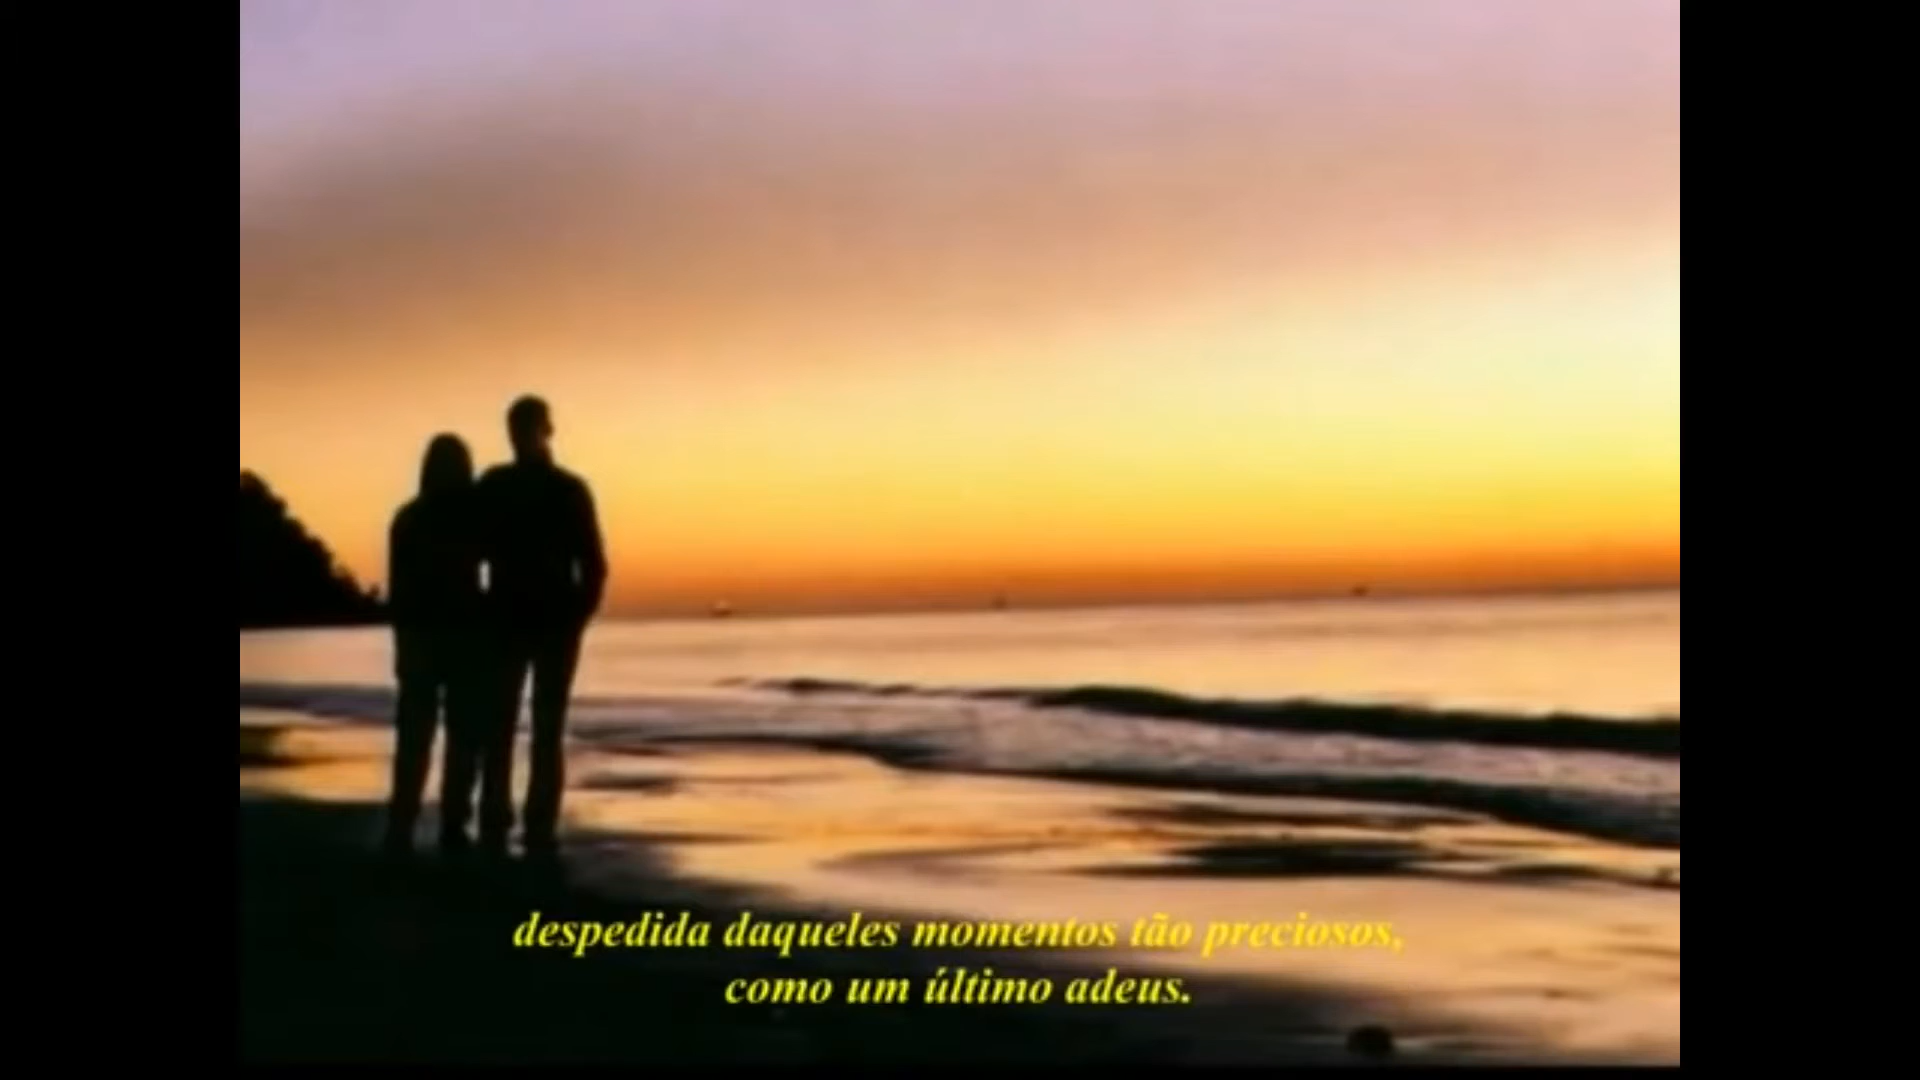 despedida daqueles momentos tão preciosos,
como um último adeus.